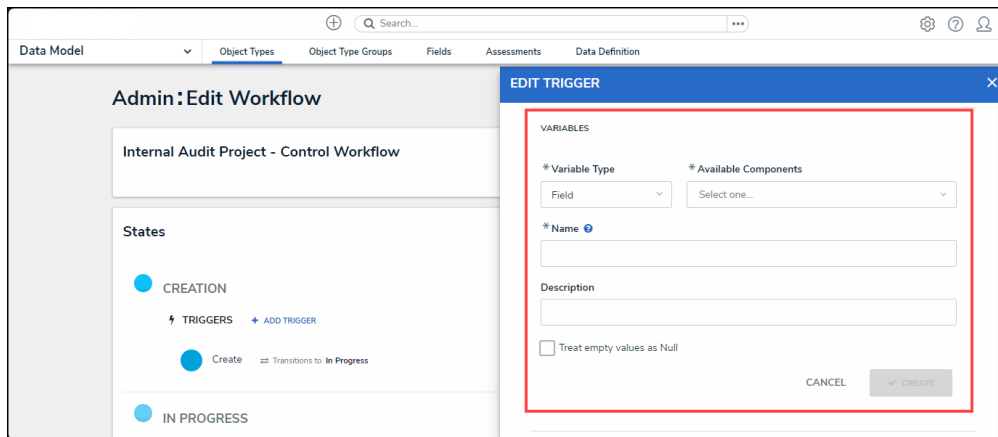 Search...
Data Model
Object Types
Object Type Groups
Fields
Assessments
Data Definition
Admin:Edit Workflow
Internal Audit Project - Control Workflow
States
CREATION
TRIGGERS + ADD TRIGGER
Create Transitions to In Progress
IN PROGRESS
EDIT TRIGGER
VARIABLES
*Variable Type
Field
*Available Components
Select one...
*Name
Description
Treat empty values as Null
CANCEL
CREATE